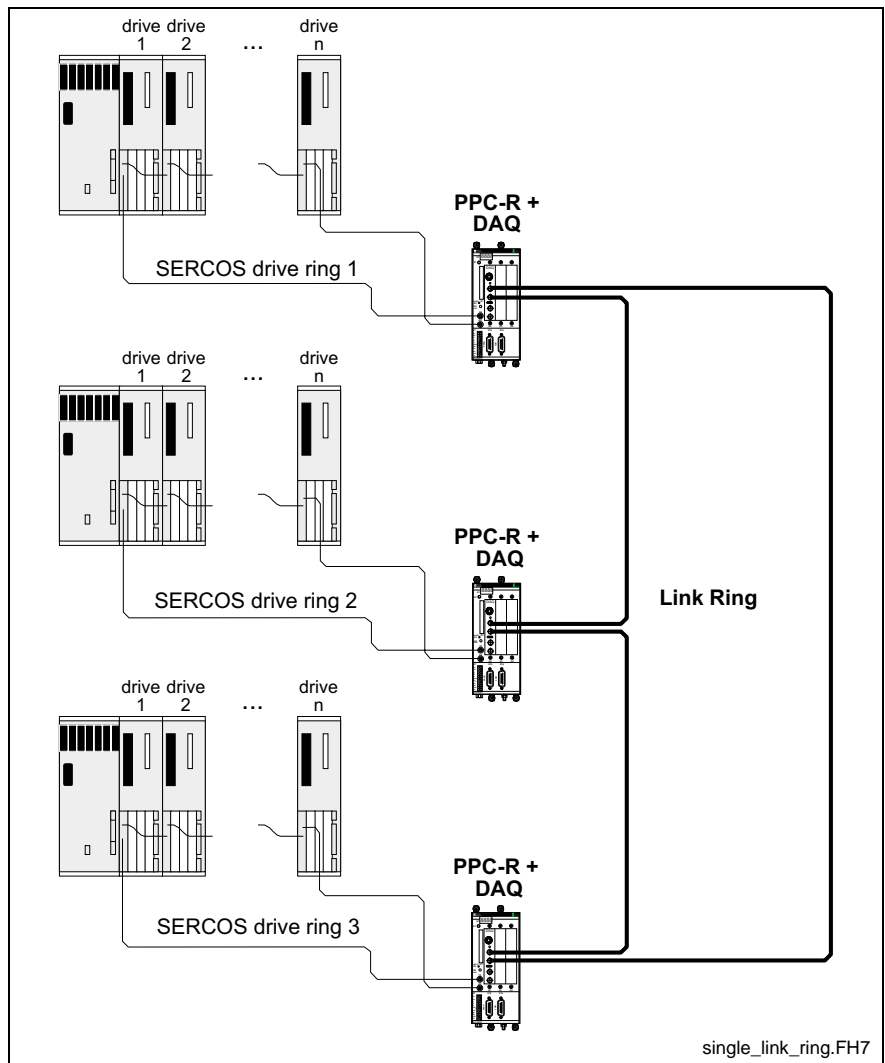 drive drive drive
1 2 ... n
PPC-R +
DAQ
SERCOS drive ring 1
drive drive drive
1 2 ... n
PPC-R +
DAQ
SERCOS drive ring 2
Link Ring
drive drive drive
1 2 ... n
PPC-R +
DAQ
SERCOS drive ring 3
single_link_ring.FH7